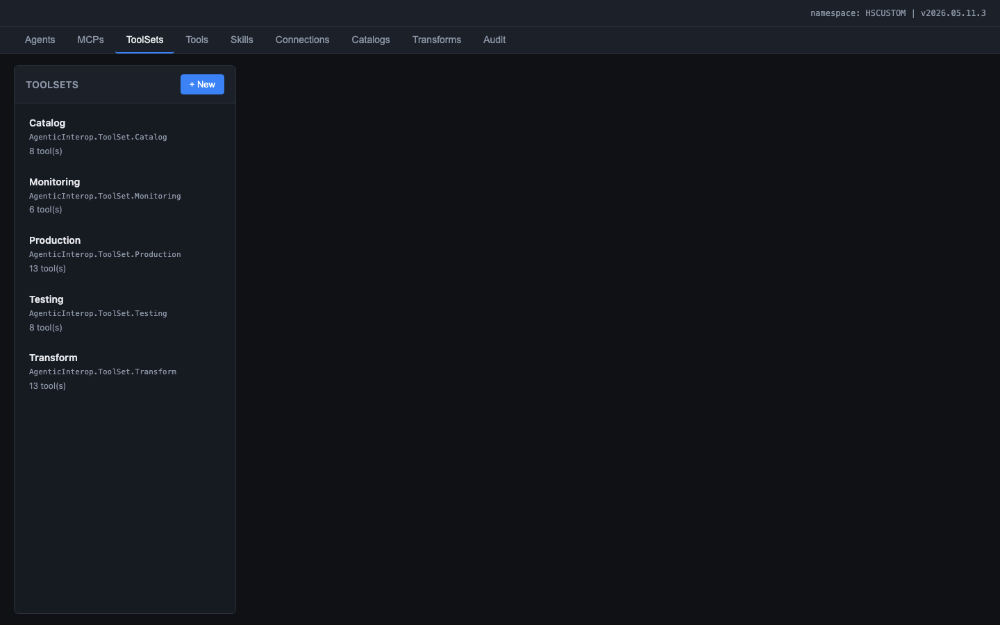 namespace: HSCUSTOM | v2026.05.11.3
Agents MCPs ToolSets Tools Skills Connections Catalogs Transforms Audit
TOOLSETS + New
Catalog
AgenticInterop.ToolSet.Catalog
8 tool(s)
Monitoring
AgenticInterop.ToolSet.Monitoring
6 tool(s)
Production
AgenticInterop.ToolSet.Production
13 tool(s)
Testing
AgenticInterop.ToolSet.Testing
8 tool(s)
Transform
AgenticInterop.ToolSet.Transform
13 tool(s)